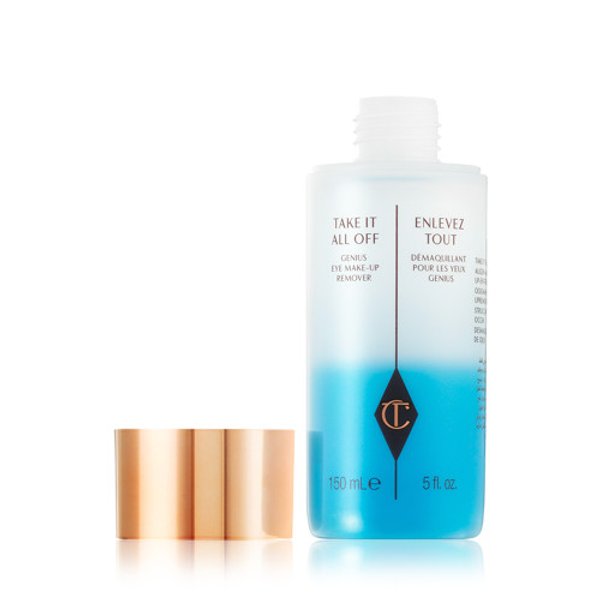 TAKE IT
ALL OFF
GENIUS
EYE MAKE-UP
REMOVER
ENLEVEZ
TOUT
DÉMAQUILLANT
POUR LES YEUX
GENIUS
CT
150 mL e
5 fl. oz.